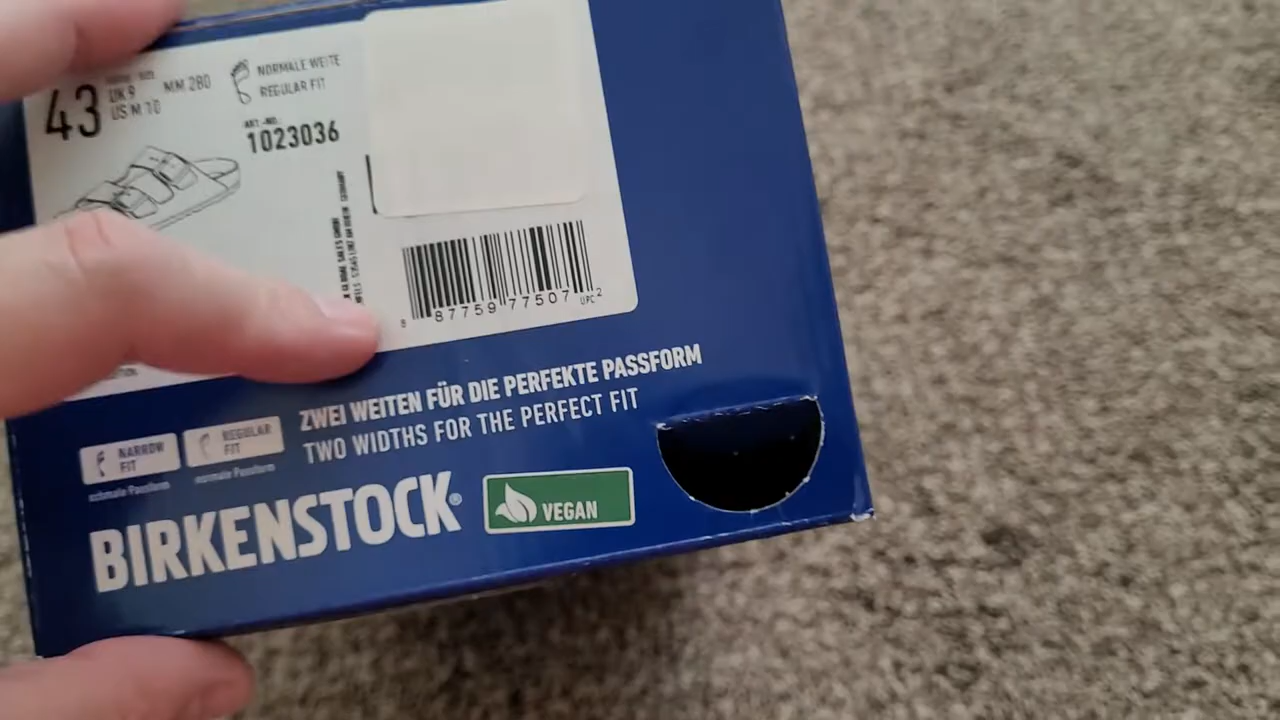 43
UK 9
US M 10
MM 280
NORMALE WEITE
REGULAR FIT
ART.-NO.:
1023036
8 87759 77507 2
UPC
ZWEI WEITEN FÜR DIE PERFEKTE PASSFORM
TWO WIDTHS FOR THE PERFECT FIT
NARROW
FIT
schmale Passform
REGULAR
FIT
normale Passform
BIRKENSTOCK®
VEGAN